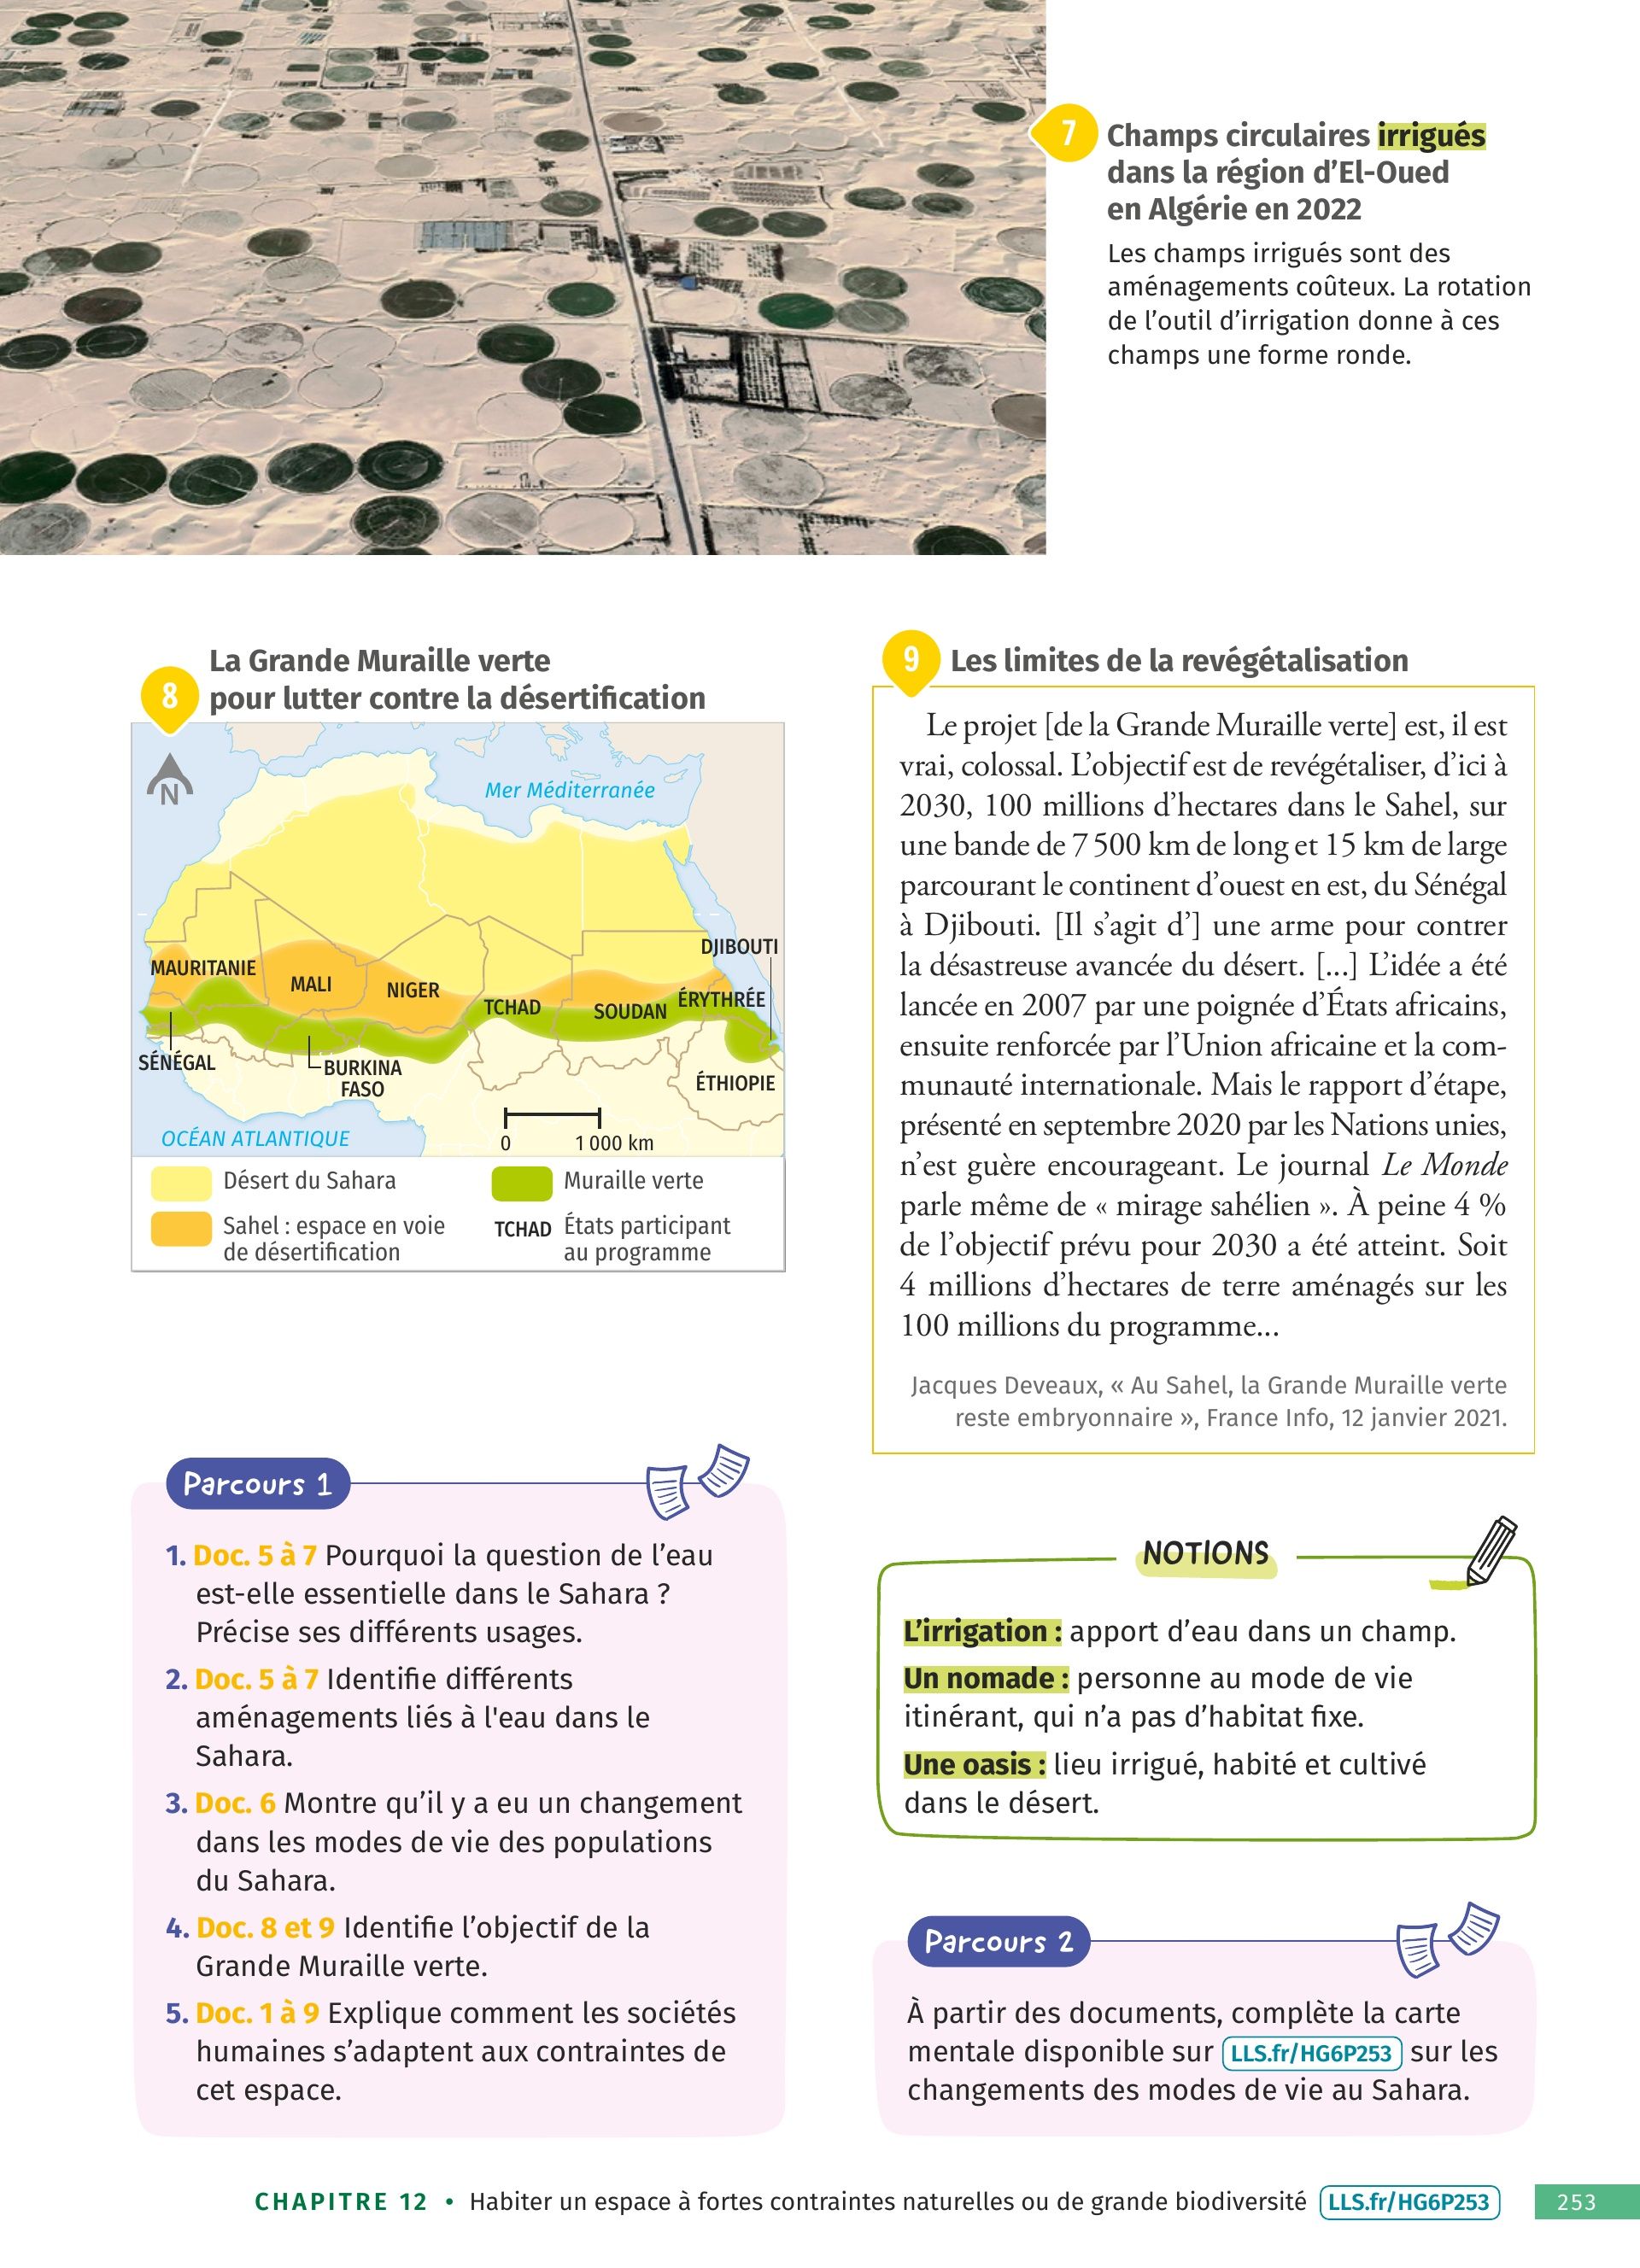 7
Champs circulaires irrigués
dans la région d'El-Oued
en Algérie en 2022
Les champs irrigués sont des
aménagements coûteux. La rotation
de l'outil d'irrigation donne à ces
champs une forme ronde.
8
La Grande Muraille verte
pour lutter contre la désertification
N
Mer Méditerranée
DJIBOUTI
MAURITANIE
MALI
NIGER
TCHAD
SOUDAN
ÉRYTHRÉE
SÉNÉGAL
BURKINA
FASO
ÉTHIOPIE
OCÉAN ATLANTIQUE
0 1 000 km
Désert du Sahara
Muraille verte
Sahel : espace en voie
de désertification
TCHAD États participant
au programme
9
Les limites de la revégétalisation
Le projet [de la Grande Muraille verte] est, il est
vrai, colossal. L'objectif est de revégétaliser, d'ici à
2030, 100 millions d'hectares dans le Sahel, sur
une bande de 7 500 km de long et 15 km de large
parcourant le continent d'ouest en est, du Sénégal
à Djibouti. [Il s'agit d'] une arme pour contrer
la désastreuse avancée du désert. [...] L'idée a été
lancée en 2007 par une poignée d'États africains,
ensuite renforcée par l'Union africaine et la com-
munauté internationale. Mais le rapport d'étape,
présenté en septembre 2020 par les Nations unies,
n'est guère encourageant. Le journal Le Monde
parle même de « mirage sahélien ». À peine 4 %
de l'objectif prévu pour 2030 a été atteint. Soit
4 millions d'hectares de terre aménagés sur les
100 millions du programme...
Jacques Deveaux, « Au Sahel, la Grande Muraille verte
reste embryonnaire », France Info, 12 janvier 2021.
Parcours 1
1. Doc. 5 à 7 Pourquoi la question de l'eau
est-elle essentielle dans le Sahara ?
Précise ses différents usages.
2. Doc. 5 à 7 Identifie différents
aménagements liés à l'eau dans le
Sahara.
3. Doc. 6 Montre qu'il y a eu un changement
dans les modes de vie des populations
du Sahara.
4. Doc. 8 et 9 Identifie l'objectif de la
Grande Muraille verte.
5. Doc. 1 à 9 Explique comment les sociétés
humaines s'adaptent aux contraintes de
cet espace.
NOTIONS
L'irrigation : apport d'eau dans un champ.
Un nomade : personne au mode de vie
itinérant, qui n'a pas d'habitat fixe.
Une oasis : lieu irrigué, habité et cultivé
dans le désert.
Parcours 2
À partir des documents, complète la carte
mentale disponible sur LLS.fr/HG6P253 sur les
changements des modes de vie au Sahara.
CHAPITRE 12 • Habiter un espace à fortes contraintes naturelles ou de grande biodiversité LLS.fr/HG6P253 253